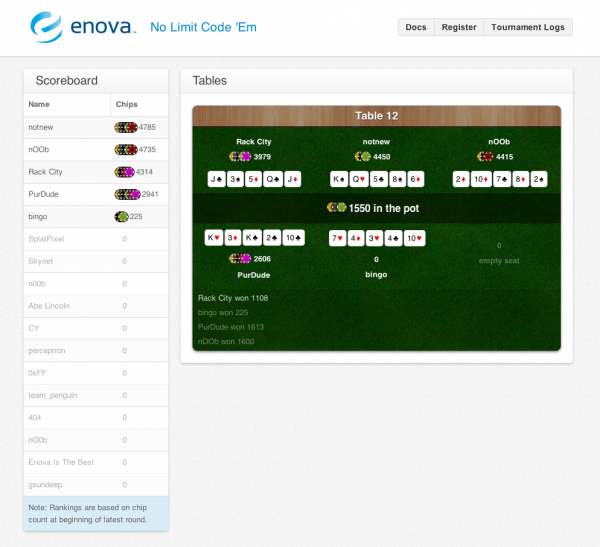 enova™ No Limit Code 'Em
Docs Register Tournament Logs
Scoreboard
Name Chips
notnew 4785
nOOb 4735
Rack City 4314
PurDude 2941
bingo 225
SplatPixel 0
Skynet 0
n00b 0
Abe Lincoln 0
CY 0
perceptron 0
0xFF 0
team_penguin 0
404 0
nO0b 0
Enova Is The Best 0
gsundeep 0
Note: Rankings are based on chip
count at beginning of latest round.
Tables
Table 12
Rack City notnew nOOb
3979 4450 4415
J♣ 3♠ 5♦ Q♣ J♦ K♠ Q♥ 5♣ 8♠ 6♦ 2♦ 10♦ 7♣ 8♦ 2♠
1550 in the pot
K♥ 3♦ K♣ 2♣ 10♣ 7♥ 4♦ 3♥ 4♣ 10♥
2606 0 0
PurDude bingo empty seat
Rack City won 1108
bingo won 225
PurDude won 1613
nOOb won 1600